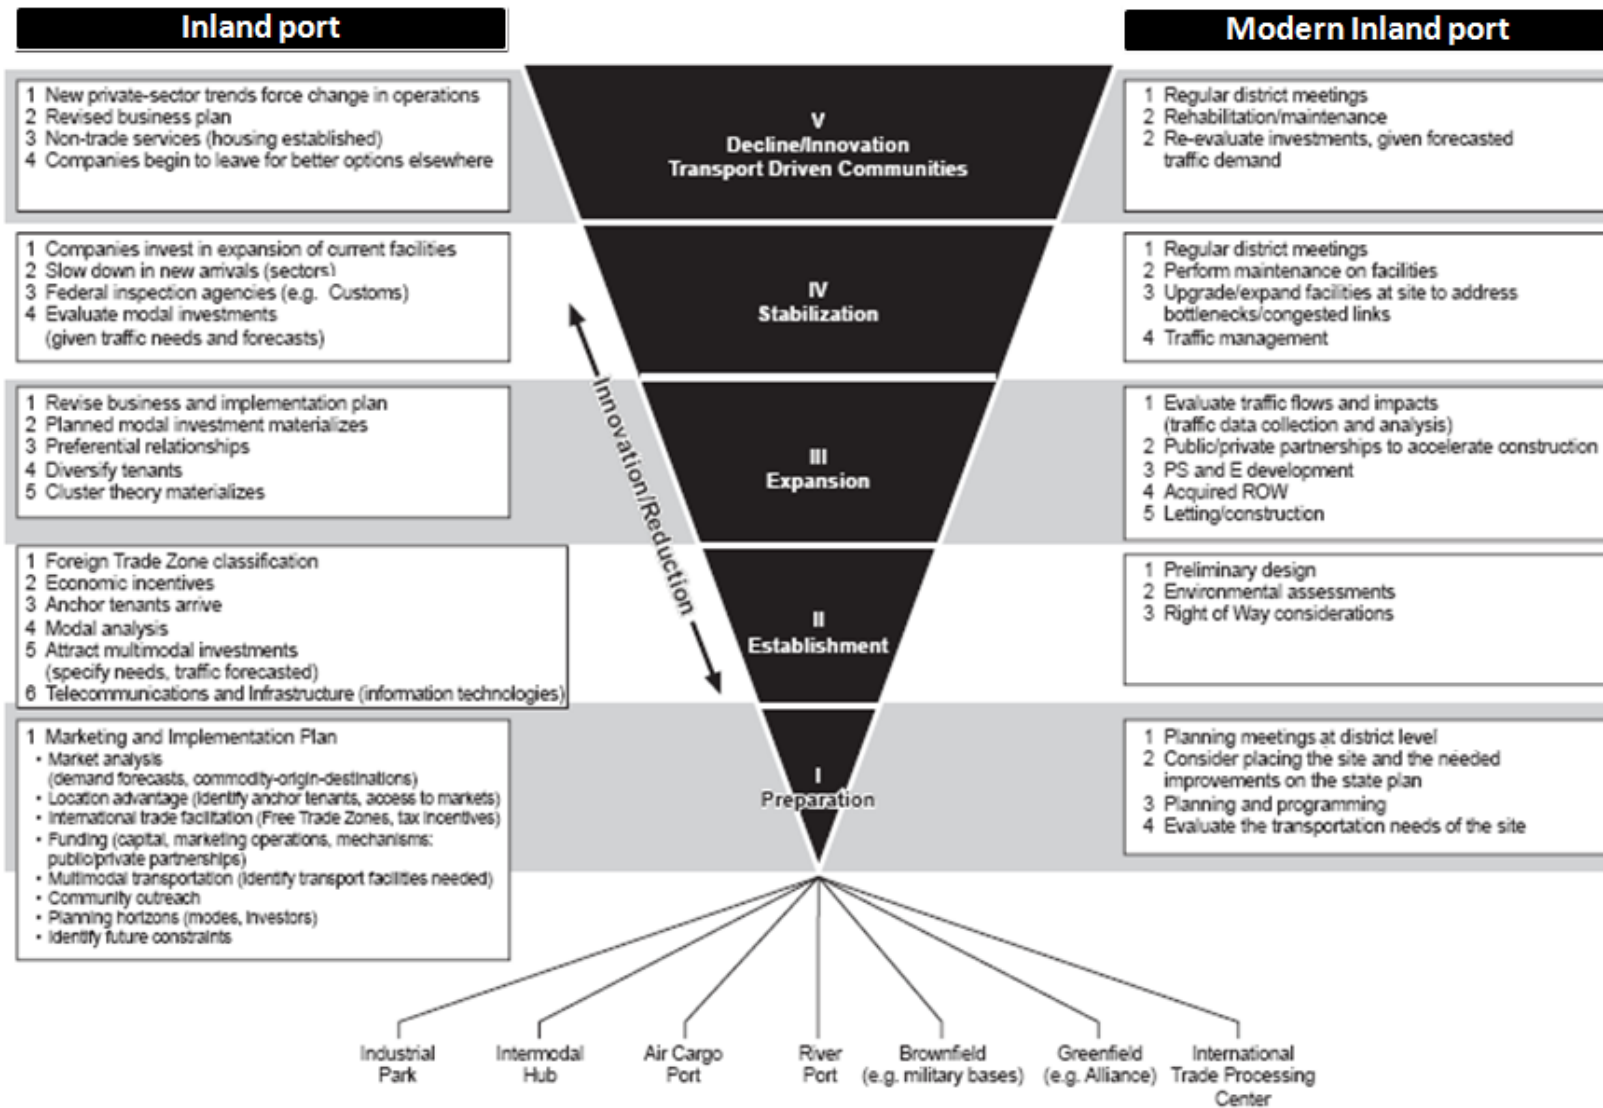 Inland port
Modern Inland port
1 New private-sector trends force change in operations
2 Revised business plan
3 Non-trade services (housing established)
4 Companies begin to leave for better options elsewhere
V
Decline/Innovation
Transport Driven Communities
1 Regular district meetings
2 Rehabilitation/maintenance
2 Re-evaluate investments, given forecasted
traffic demand
1 Companies invest in expansion of current facilities
2 Slow down in new arrivals (sectors)
3 Federal inspection agencies (e.g. Customs)
4 Evaluate modal investments
(given traffic needs and forecasts)
IV
Stabilization
1 Regular district meetings
2 Perform maintenance on facilities
3 Upgrade/expand facilities at site to address
bottlenecks/congested links
4 Traffic management
Innovation/Reduction
1 Revise business and implementation plan
2 Planned modal investment materializes
3 Preferential relationships
4 Diversify tenants
5 Cluster theory materializes
III
Expansion
1 Evaluate traffic flows and impacts
(traffic data collection and analysis)
2 Public/private partnerships to accelerate construction
3 PS and E development
4 Acquired ROW
5 Letting/construction
1 Foreign Trade Zone classification
2 Economic incentives
3 Anchor tenants arrive
4 Modal analysis
5 Attract multimodal investments
(specify needs, traffic forecasted)
6 Telecommunications and Infrastructure (information technologies)
II
Establishment
1 Preliminary design
2 Environmental assessments
3 Right of Way considerations
1 Marketing and Implementation Plan
• Market analysis
(demand forecasts, commodity-origin-destinations)
• Location advantage (identify anchor tenants, access to markets)
• International trade facilitation (Free Trade Zones, tax incentives)
• Funding (capital, marketing operations, mechanisms:
public/private partnerships)
• Multimodal transportation (identify transport facilities needed)
• Community outreach
• Planning horizons (modes, investors)
• Identify future constraints
I
Preparation
1 Planning meetings at district level
2 Consider placing the site and the needed
improvements on the state plan
3 Planning and programming
4 Evaluate the transportation needs of the site
Industrial
Park
Intermodal
Hub
Air Cargo
Port
River
Port
Brownfield
(e.g. military bases)
Greenfield
(e.g. Alliance)
International
Trade Processing
Center